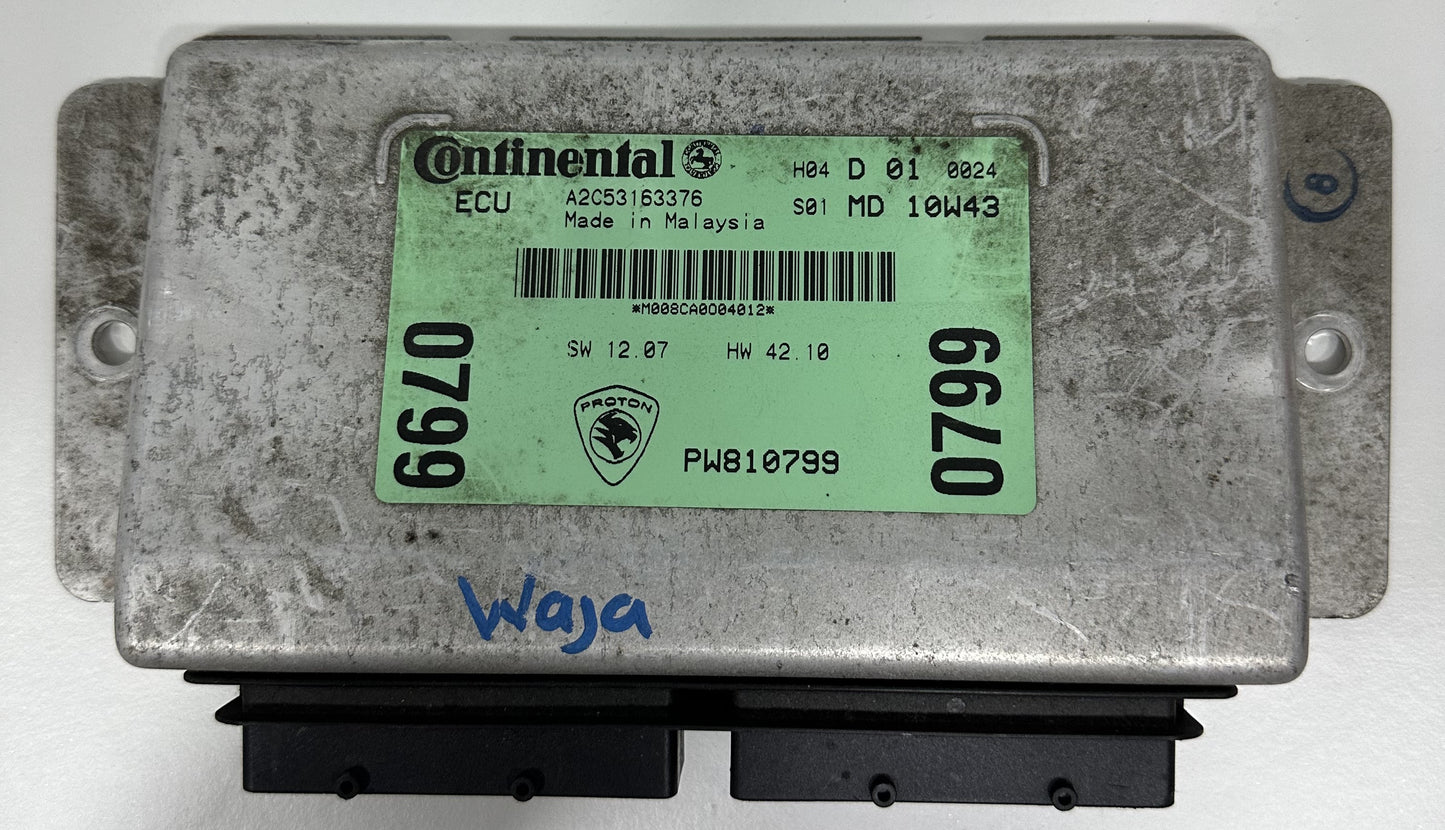 Continental
H04 D 01 0024
ECU A2C53163376
S01 MD 10W43
Made in Malaysia
*M008CA0004012*
SW 12.07 HW 42.10
0799
0799
PROTON
PW810799
Waja
8